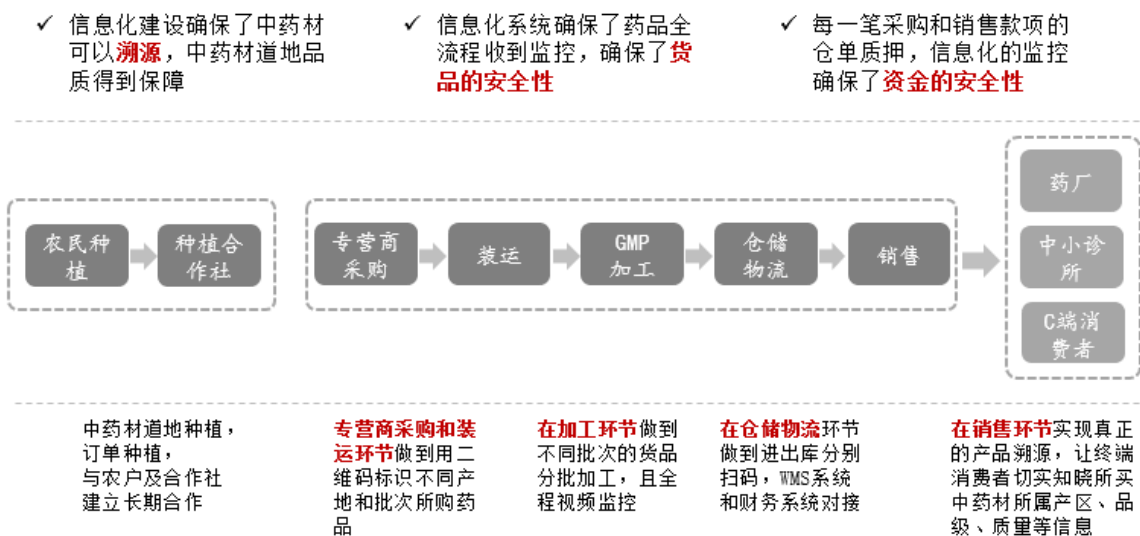 ✓ 信息化建设确保了中药材
可以溯源，中药材道地品
质得到保障
✓ 信息化系统确保了药品全
流程收到监控，确保了货
品的安全性
✓ 每一笔采购和销售款项的
仓单质押，信息化的监控
确保了资金的安全性
农民种
植
种植合
作社
专营商
采购
装运
GMP
加工
仓储
物流
销售
药厂
中小诊
所
C端消
费者
中药材道地种植，
订单种植，
与农户及合作社
建立长期合作
专营商采购和装
运环节做到用二
维码标识不同产
地和批次所购药
品
在加工环节做到
不同批次的货品
分批加工，且全
程视频监控
在仓储物流环节
做到进出库分别
扫码，WMS系统
和财务系统对接
在销售环节实现真正
的产品溯源，让终端
消费者切实知晓所买
中药材所属产区、品
级、质量等信息